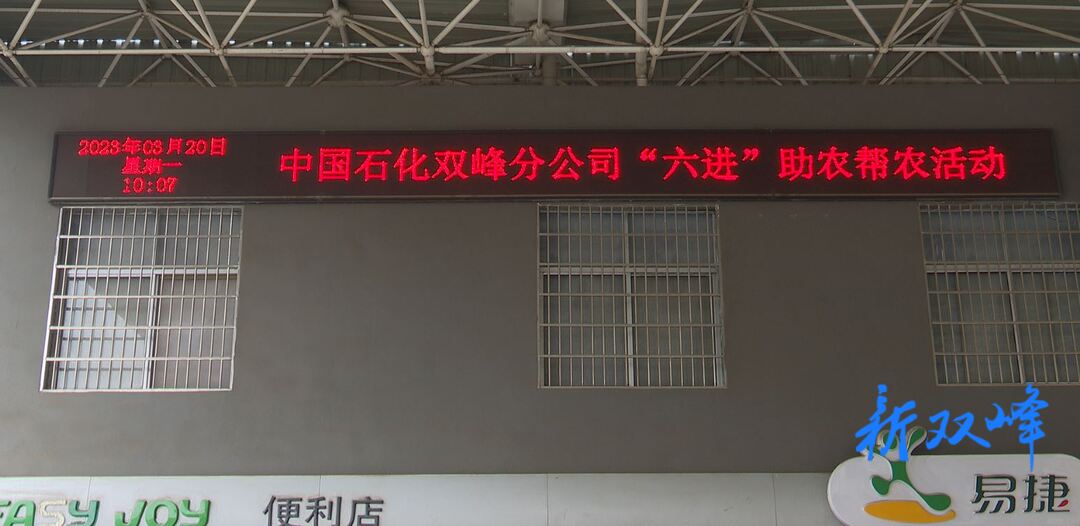 2023年03月20日
星期一
10:07
中国石化双峰分公司“六进”助农帮农活动
新双峰
EASY JOY 便利店
易捷